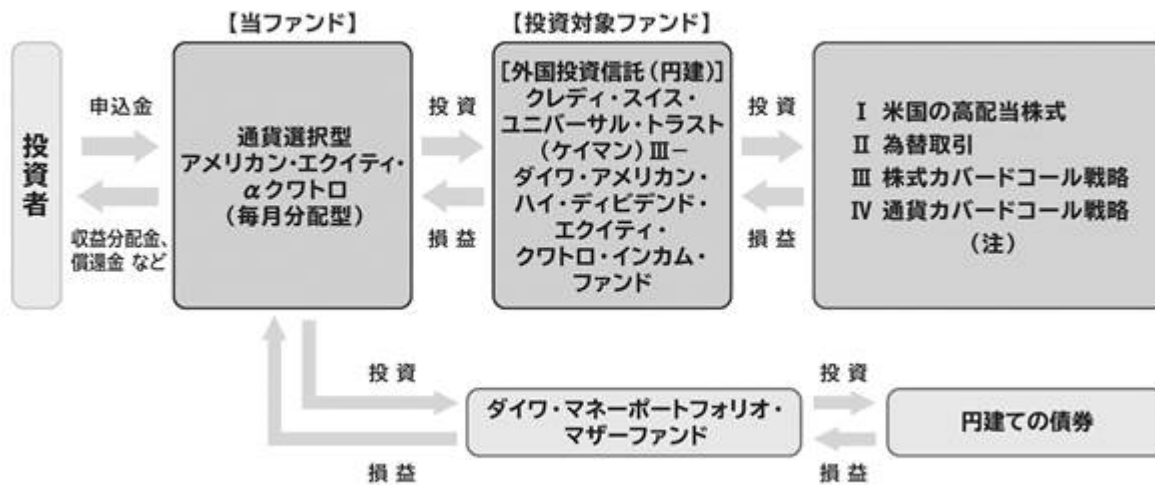 【当ファンド】
【投資対象ファンド】
投資者
申込金
収益分配金、
償還金 など
通貨選択型
アメリカン・エクイティ・
αクワトロ
（毎月分配型）
投資
損益
［外国投資信託（円建）］
クレディ・スイス・
ユニバーサル・トラスト
（ケイマン）Ⅲ－
ダイワ・アメリカン・
ハイ・ディビデンド・
エクイティ・
クワトロ・インカム・
ファンド
投資
損益
Ⅰ 米国の高配当株式
Ⅱ 為替取引
Ⅲ 株式カバードコール戦略
Ⅳ 通貨カバードコール戦略
（注）
投資
損益
ダイワ・マネーポートフォリオ・
マザーファンド
投資
損益
円建ての債券